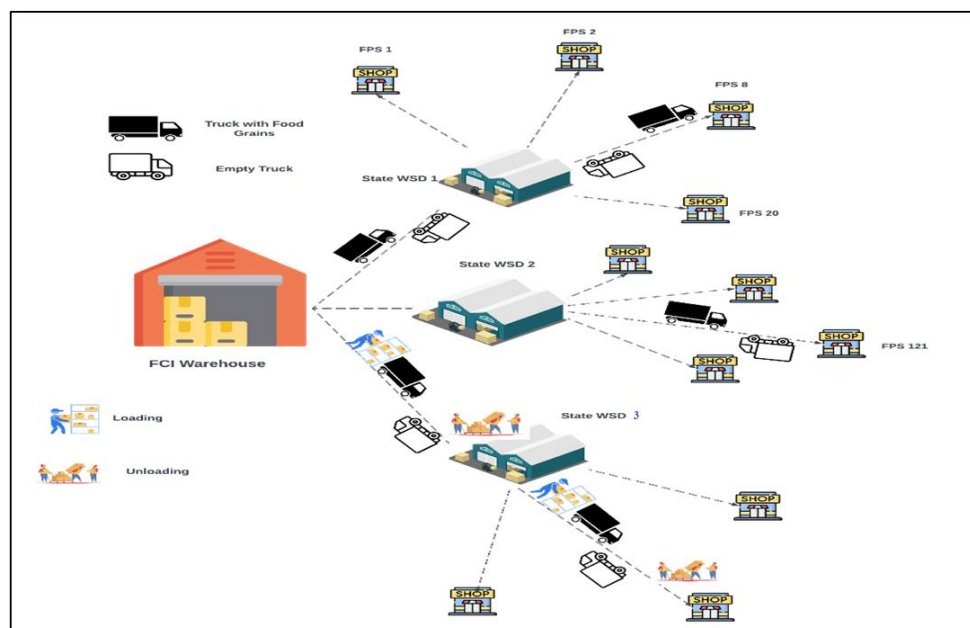 FPS 1
FPS 2
SHOP
SHOP
FPS 8
SHOP
Truck with Food
Grains
Empty Truck
State WSD 1
SHOP
FPS 20
State WSD 2
SHOP
SHOP
SHOP
FPS 121
SHOP
FCI Warehouse
Loading
State WSD 3
Unloading
SHOP
SHOP
SHOP